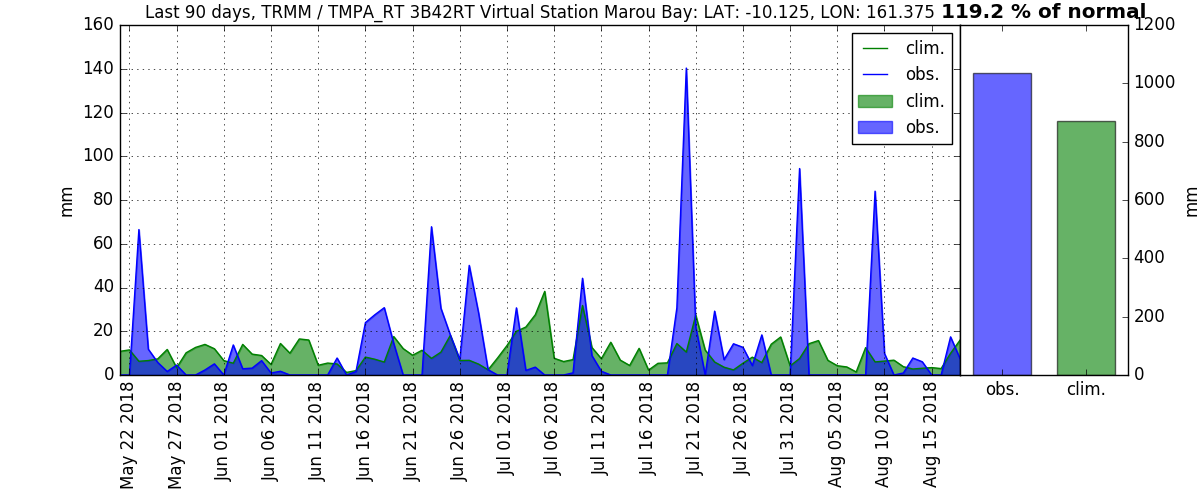 Last 90 days, TRMM / TMPA_RT 3B42RT Virtual Station Marou Bay: LAT: -10.125, LON: 161.375 119.2 % of normal
160
140
120
100
80
60
40
20
0
mm
clim.
obs.
clim.
obs.
1200
1000
800
600
400
200
0
mm
May 22 2018
May 27 2018
Jun 01 2018
Jun 06 2018
Jun 11 2018
Jun 16 2018
Jun 21 2018
Jun 26 2018
Jul 01 2018
Jul 06 2018
Jul 11 2018
Jul 16 2018
Jul 21 2018
Jul 26 2018
Jul 31 2018
Aug 05 2018
Aug 10 2018
Aug 15 2018
obs.
clim.